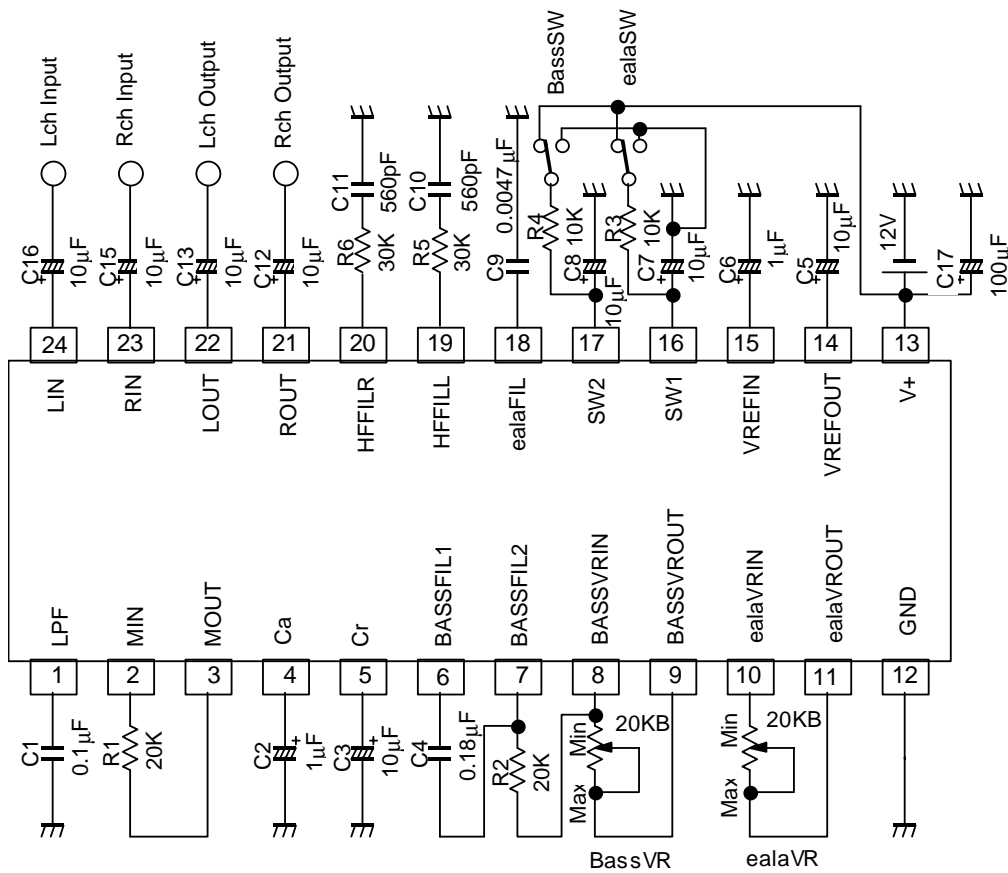 Lch Input
Rch Input
Lch Output
Rch Output
BassSW
ealaSW
C16
10µF
C15
10µF
C13
10µF
C12
10µF
C11
560pF
R6
30K
C10
560pF
R5
30K
C9
0.0047µF
R4
10K
C8
10µF
R3
10K
C7
10µF
C6
1µF
C5
10µF
12V
C17
100µF
+
+
+
+
+
+
+
+
+
24
23
22
21
20
19
18
17
16
15
14
13
LIN
RIN
LOUT
ROUT
HFFILR
HFFILL
ealaFIL
SW2
SW1
VREFIN
VREFOUT
V+
LPF
MIN
MOUT
Ca
Cr
BASSFIL1
BASSFIL2
BASSVRIN
BASSVROUT
ealaVRIN
ealaVROUT
GND
1
2
3
4
5
6
7
8
9
10
11
12
C1
0.1µF
R1
20K
C2
+
1µF
C3
+
10µF
C4
0.18µF
R2
20K
Min
Max
20KB
BassVR
Min
Max
20KB
ealaVR